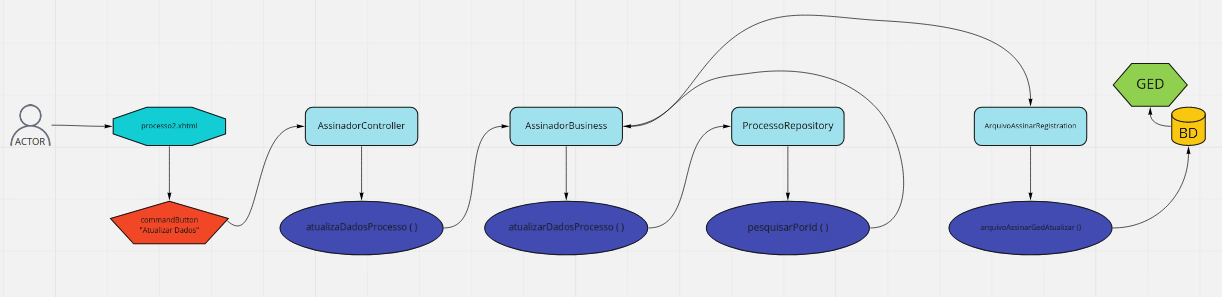 ACTOR
processo2.xhtml
commandButton
"Atualizar Dados"
AssinadorController
atualizaDadosProcesso ( )
AssinadorBusiness
atualizarDadosProcesso ( )
ProcessoRepository
pesquisarPorId ( )
ArquivoAssinarRegistration
arquivoAssinarGedAtualizar ()
GED
BD